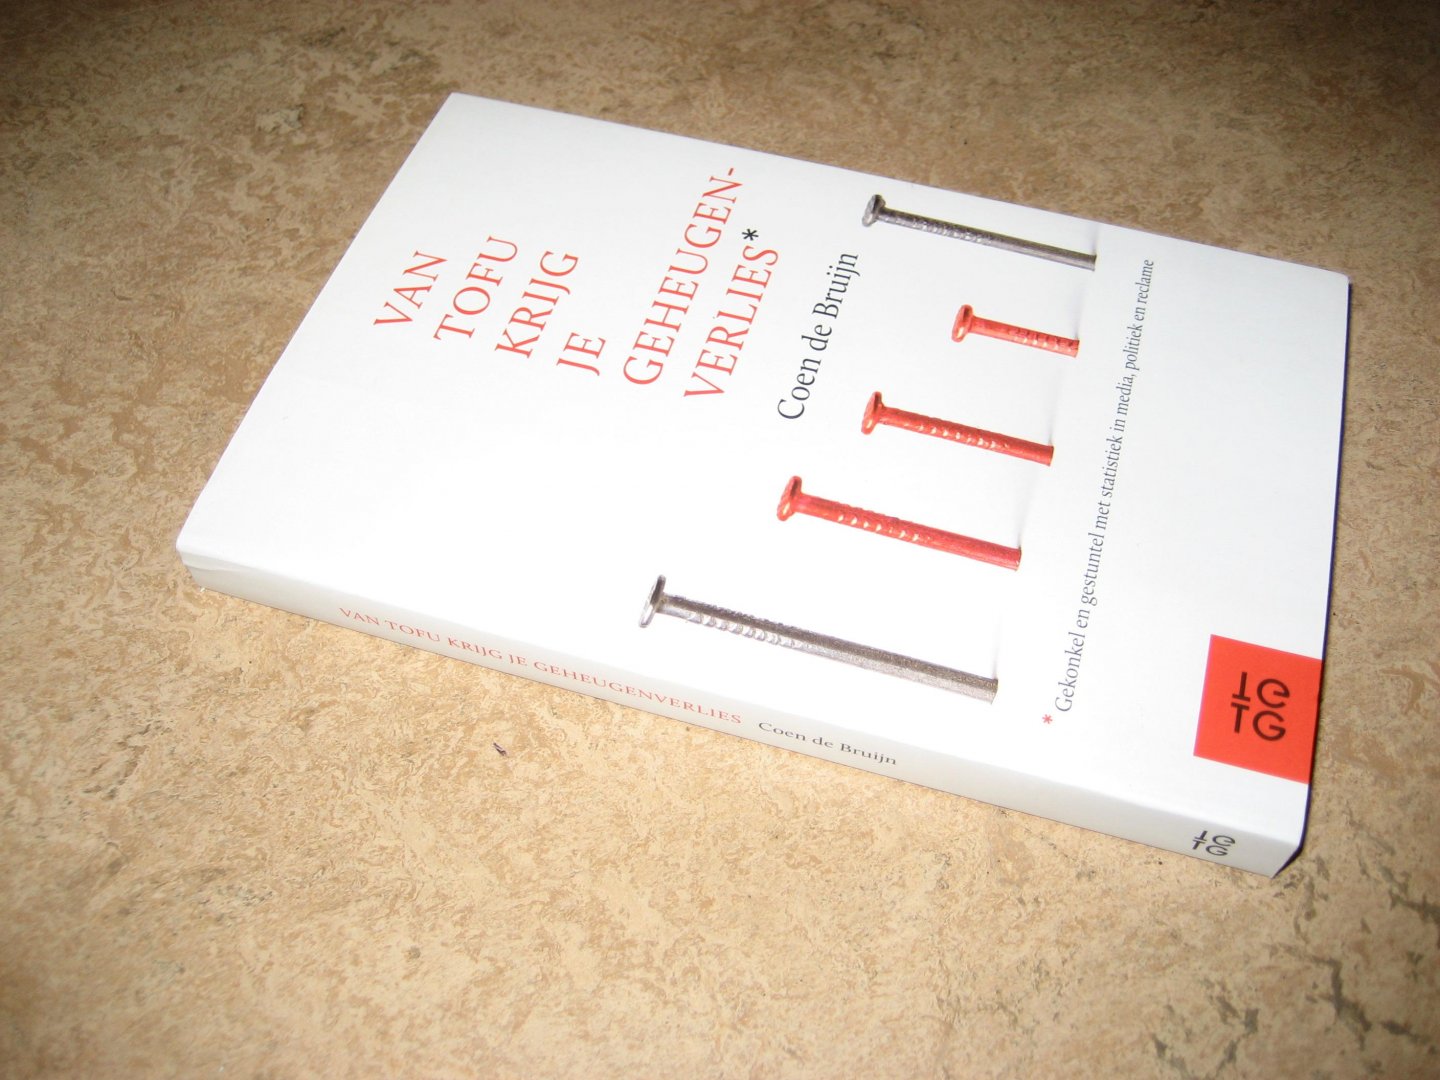 VAN
TOFU
KRIJG
JE
GEHEUGEN-
VERLIES*
Coen de Bruijn
* Gekonkel en gestuntel met statistiek in media, politiek en reclame
VAN TOFU KRIJG JE GEHEUGENVERLIES Coen de Bruijn